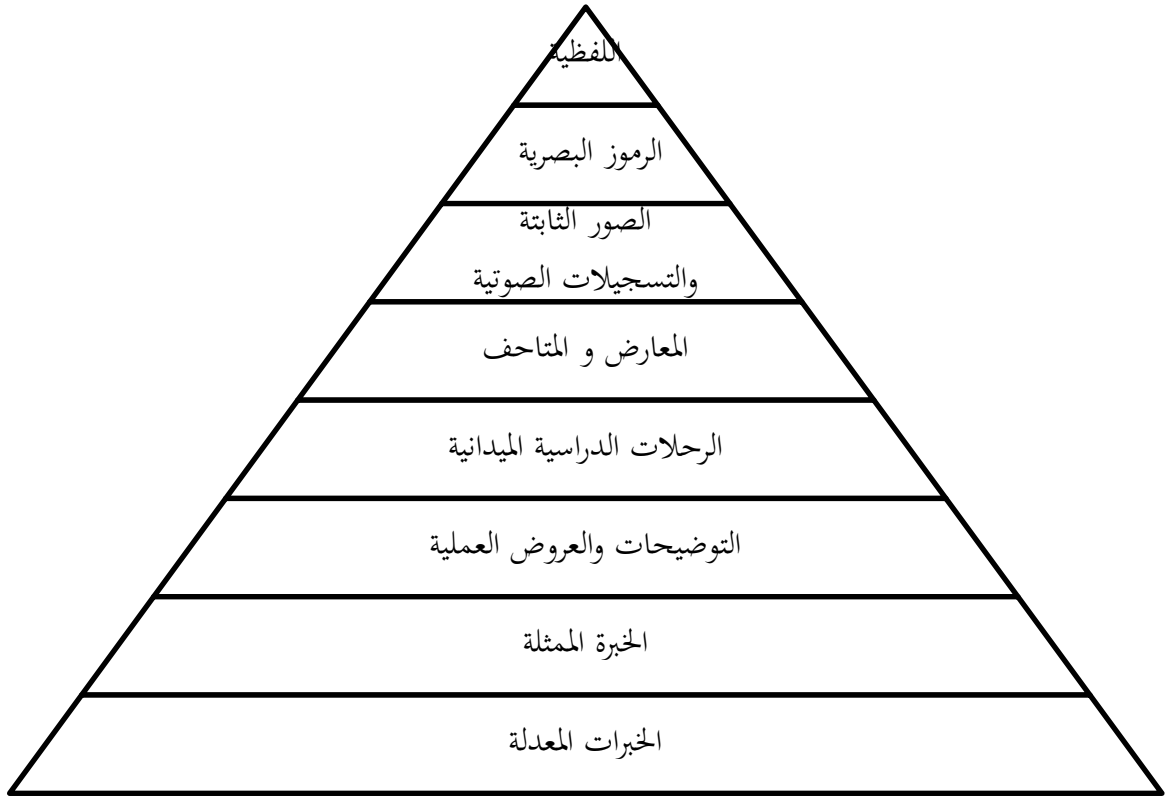 اللفظية
الرموز البصرية
الصور الثابتة
والتسجيلات الصوتية
المعارض و المتاحف
الرحلات الدراسية الميدانية
التوضيحات والعروض العملية
الخبرة الممثلة
الخبرات المعدلة